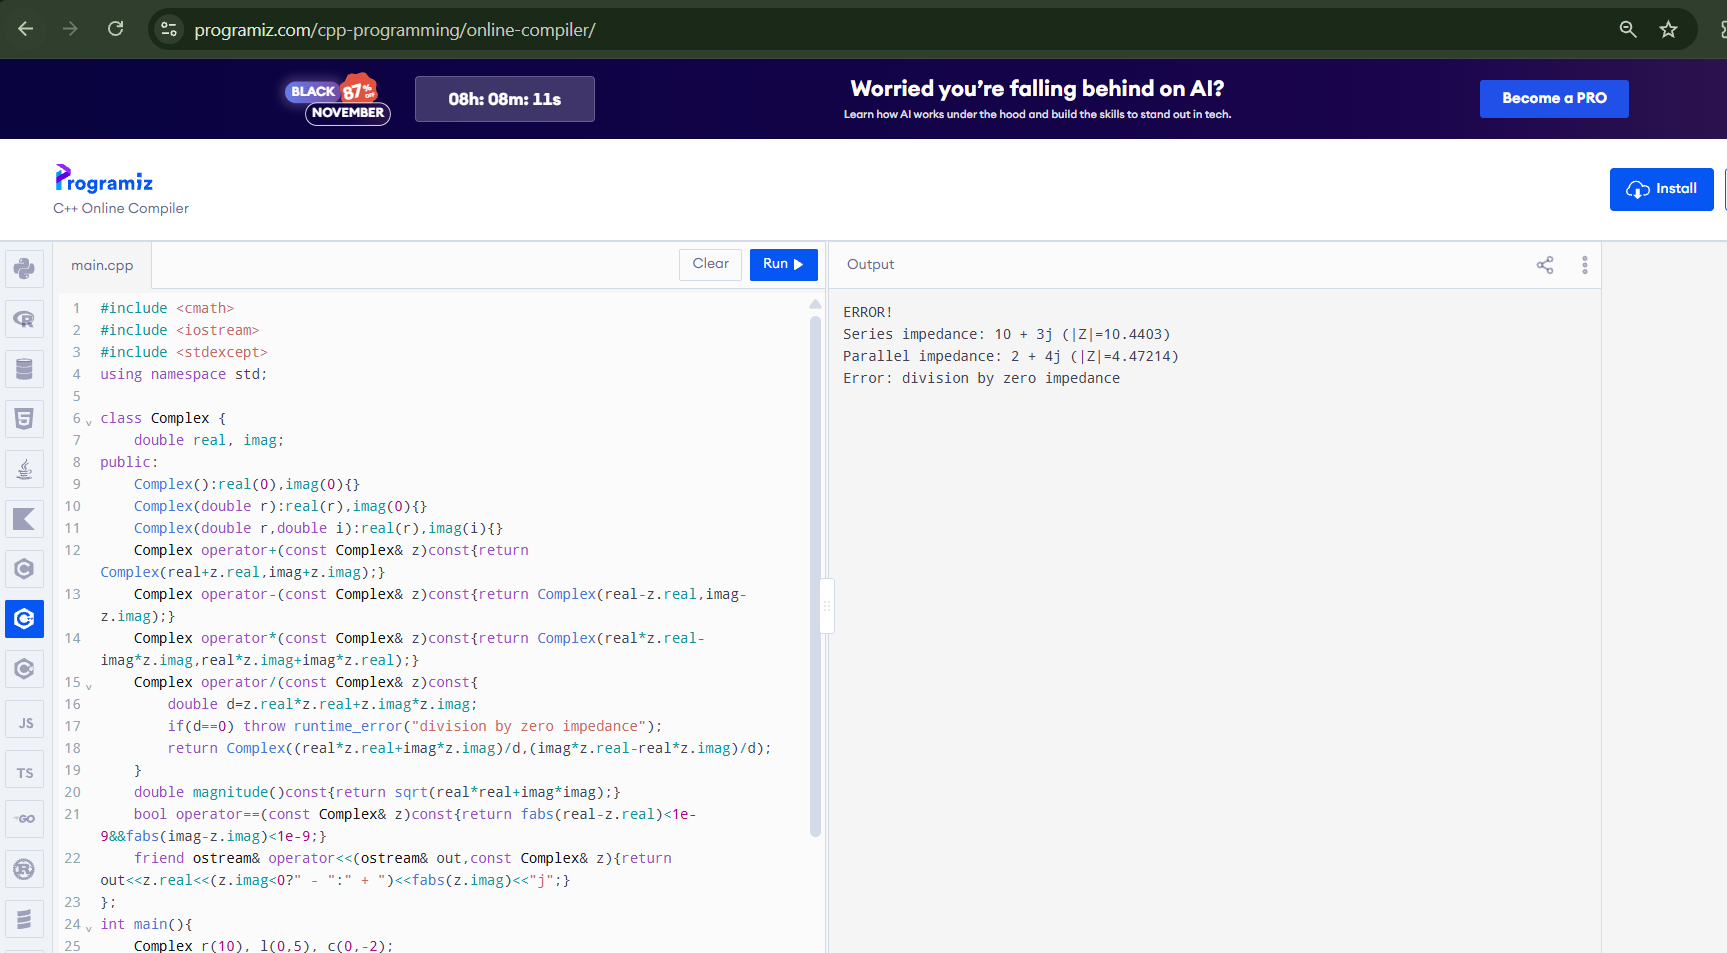 programiz.com/cpp-programming/online-compiler/
BLACK
87% OFF
NOVEMBER
08h: 08m: 11s
Worried you're falling behind on AI?
Learn how AI works under the hood and build the skills to stand out in tech.
Become a PRO
Programiz
C++ Online Compiler
Install
main.cpp
Clear
Run
Output
1 #include <cmath>
2 #include <iostream>
3 #include <stdexcept>
4 using namespace std;
5
6 class Complex {
7     double real, imag;
8 public:
9     Complex():real(0),imag(0){}
10     Complex(double r):real(r),imag(0){}
11     Complex(double r,double i):real(r),imag(i){}
12     Complex operator+(const Complex& z)const{return
Complex(real+z.real,imag+z.imag);}
13     Complex operator-(const Complex& z)const{return Complex(real-z.real,imag-
z.imag);}
14     Complex operator*(const Complex& z)const{return Complex(real*z.real-
imag*z.imag,real*z.imag+imag*z.real);}
15     Complex operator/(const Complex& z)const{
16         double d=z.real*z.real+z.imag*z.imag;
17         if(d==0) throw runtime_error("division by zero impedance");
18         return Complex((real*z.real+imag*z.imag)/d,(imag*z.real-real*z.imag)/d);
19     }
20     double magnitude()const{return sqrt(real*real+imag*imag);}
21     bool operator==(const Complex& z)const{return fabs(real-z.real)<1e-
9&&fabs(imag-z.imag)<1e-9;}
22     friend ostream& operator<<(ostream& out,const Complex& z){return
out<<z.real<<(z.imag<0?" - ":" + ")<<fabs(z.imag)<<"j";}
23 };
24 int main(){
25     Complex r(10), l(0,5), c(0,-2);
ERROR!
Series impedance: 10 + 3j (|Z|=10.4403)
Parallel impedance: 2 + 4j (|Z|=4.47214)
Error: division by zero impedance
R
5
C
C
C
JS
TS
GO
R